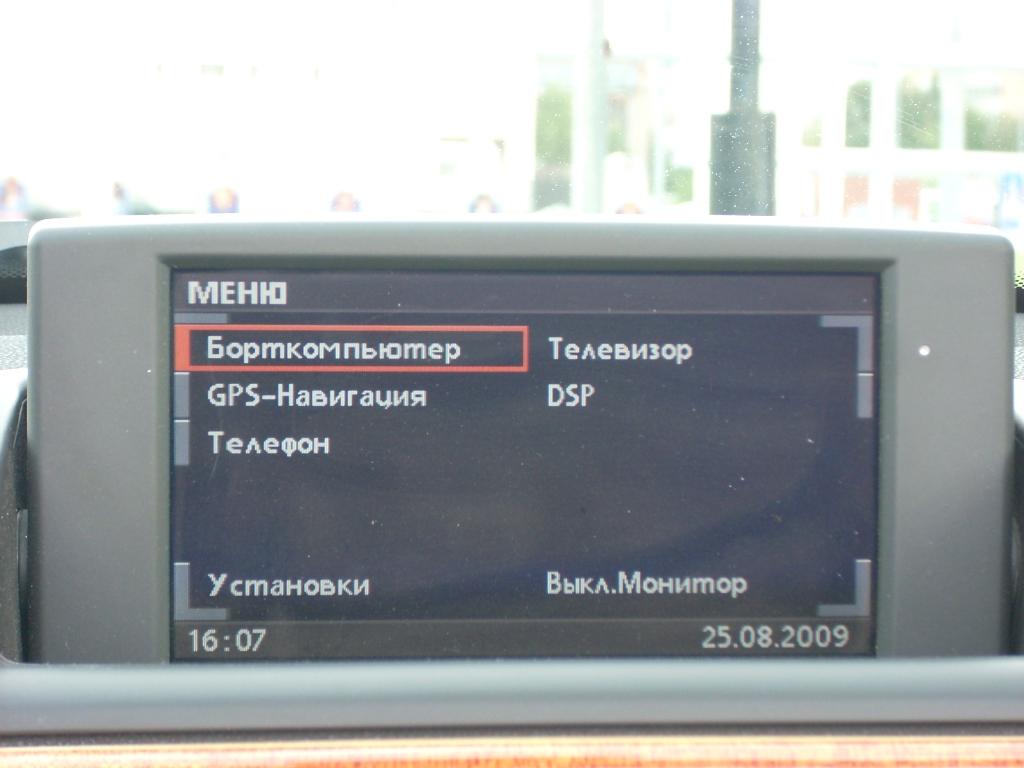 МЕНЮ
Борткомпьютер Телевизор
GPS-Навигация DSP
Телефон
Установки Выкл.Монитор
16:07 25.08.2009